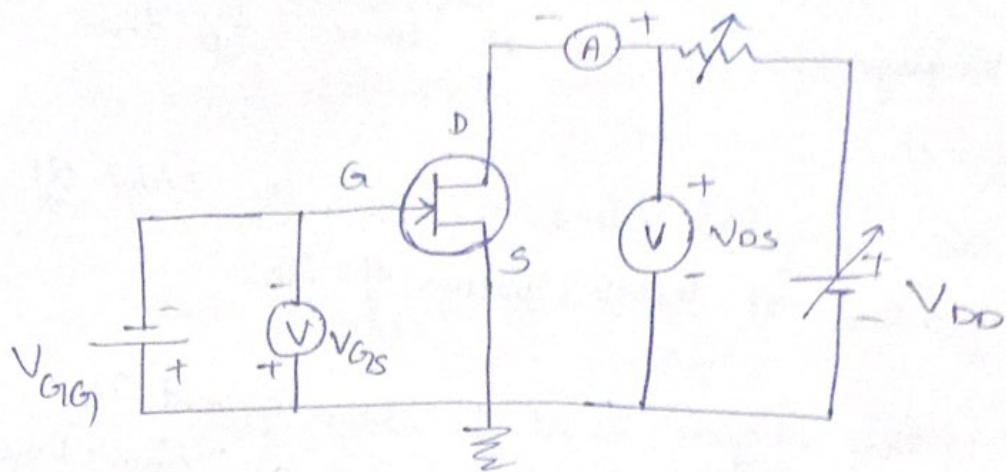 - A +
D
G
S
- V +
VGS
- +
VGG
+ V -
VDS
+ -
VDD